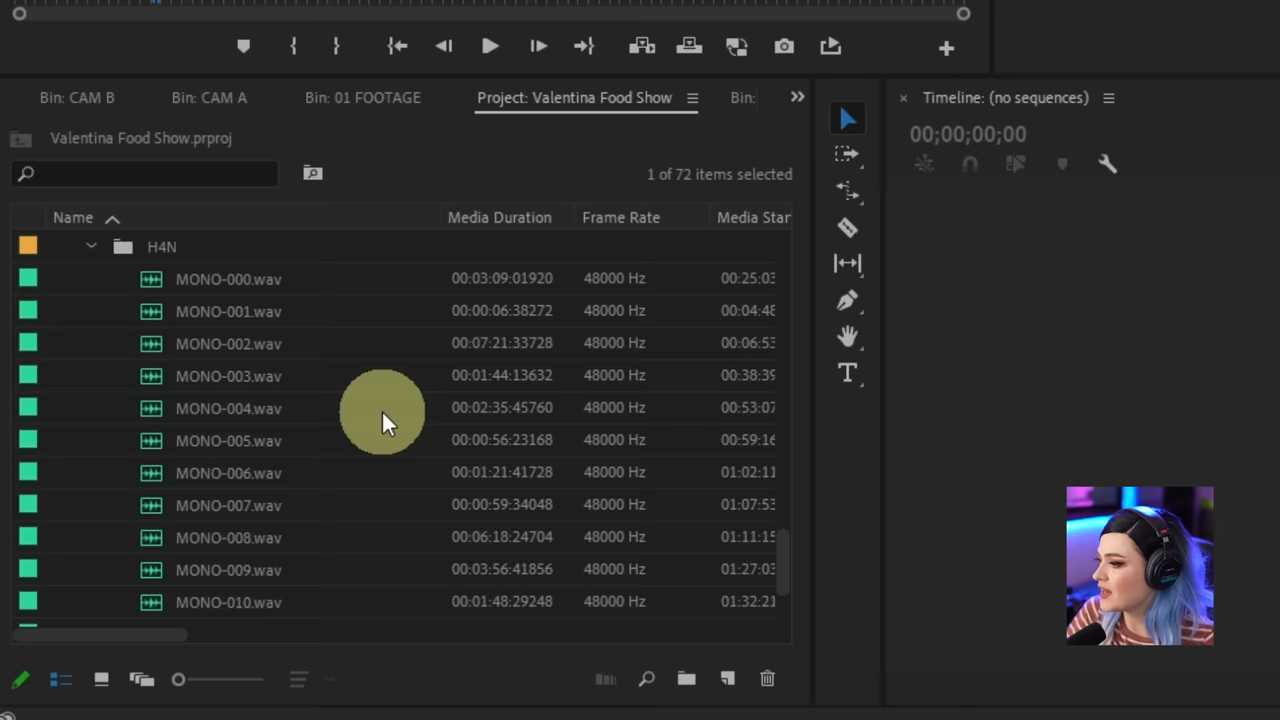 Bin: CAM B Bin: CAM A Bin: 01 FOOTAGE Project: Valentina Food Show Bin:
Timeline: (no sequences)
Valentina Food Show.prproj
00;00;00;00
1 of 72 items selected
Name Media Duration Frame Rate Media Star
H4N
MONO-000.wav 00:03:09:01920 48000 Hz 00:25:03
MONO-001.wav 00:00:06:38272 48000 Hz 00:04:48
MONO-002.wav 00:07:21:33728 48000 Hz 00:06:53
MONO-003.wav 00:01:44:13632 48000 Hz 00:38:39
MONO-004.wav 00:02:35:45760 48000 Hz 00:53:07
MONO-005.wav 00:00:56:23168 48000 Hz 00:59:16
MONO-006.wav 00:01:21:41728 48000 Hz 01:02:11
MONO-007.wav 00:00:59:34048 48000 Hz 01:07:53
MONO-008.wav 00:06:18:24704 48000 Hz 01:11:15
MONO-009.wav 00:03:56:41856 48000 Hz 01:27:03
MONO-010.wav 00:01:48:29248 48000 Hz 01:32:21